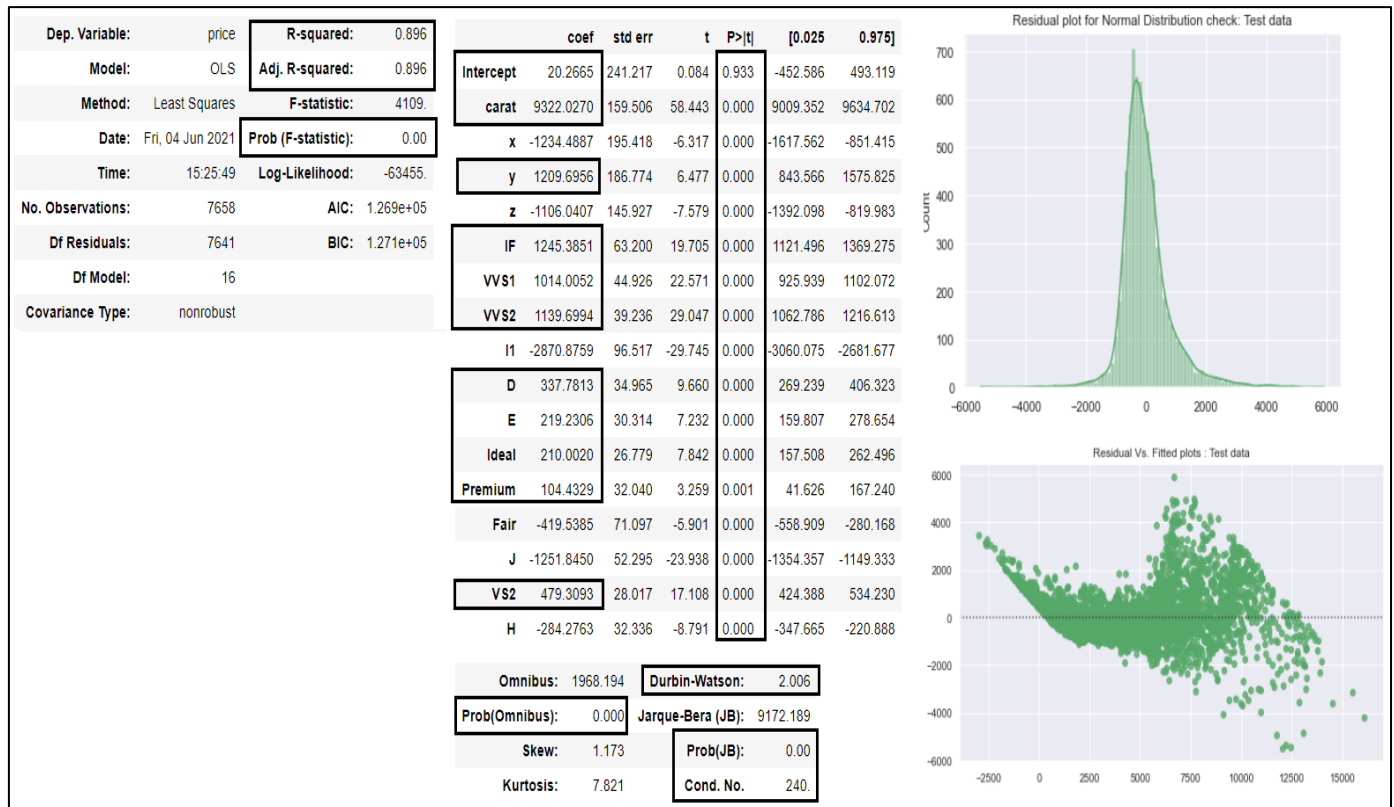 Dep. Variable: price R-squared: 0.896
Model: OLS Adj. R-squared: 0.896
Method: Least Squares F-statistic: 4109.
Date: Fri, 04 Jun 2021 Prob (F-statistic): 0.00
Time: 15:25:49 Log-Likelihood: -63455.
No. Observations: 7658 AIC: 1.269e+05
Df Residuals: 7641 BIC: 1.271e+05
Df Model: 16
Covariance Type: nonrobust
coef std err t P>|t| [0.025 0.975]
Intercept 20.2665 241.217 0.084 0.933 -452.586 493.119
carat 9322.0270 159.506 58.443 0.000 9009.352 9634.702
x -1234.4887 195.418 -6.317 0.000 -1617.562 -851.415
y 1209.6956 186.774 6.477 0.000 843.566 1575.825
z -1106.0407 145.927 -7.579 0.000 -1392.098 -819.983
IF 1245.3851 63.200 19.705 0.000 1121.496 1369.275
VVS1 1014.0052 44.926 22.571 0.000 925.939 1102.072
VVS2 1139.6994 39.236 29.047 0.000 1062.786 1216.613
I1 -2870.8759 96.517 -29.745 0.000 -3060.075 -2681.677
D 337.7813 34.965 9.660 0.000 269.239 406.323
E 219.2306 30.314 7.232 0.000 159.807 278.654
Ideal 210.0020 26.779 7.842 0.000 157.508 262.496
Premium 104.4329 32.040 3.259 0.001 41.626 167.240
Fair -419.5385 71.097 -5.901 0.000 -558.909 -280.168
J -1251.8450 52.295 -23.938 0.000 -1354.357 -1149.333
VS2 479.3093 28.017 17.108 0.000 424.388 534.230
H -284.2763 32.336 -8.791 0.000 -347.665 -220.888
Omnibus: 1968.194 Durbin-Watson: 2.006
Prob(Omnibus): 0.000 Jarque-Bera (JB): 9172.189
Skew: 1.173 Prob(JB): 0.00
Kurtosis: 7.821 Cond. No. 240.
Residual plot for Normal Distribution check: Test data
Count
700
600
500
400
300
200
100
0
−6000 −4000 −2000 0 2000 4000 6000
Residual Vs. Fitted plots : Test data
6000
4000
2000
0
−2000
−4000
−6000
−2500 0 2500 5000 7500 10000 12500 15000